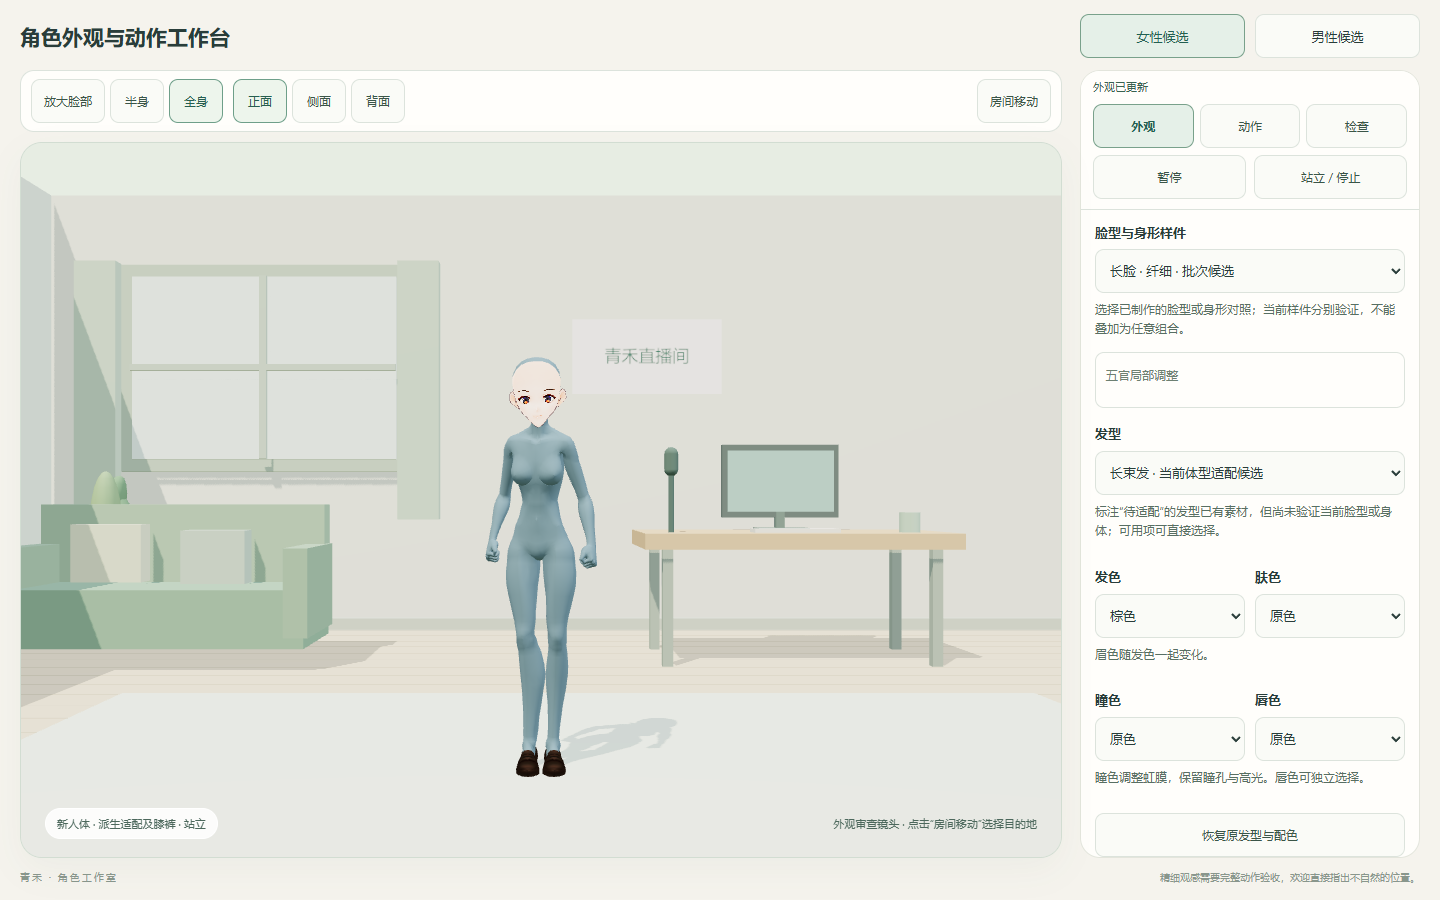 角色外观与动作工作台
女性候选
男性候选
放大脸部
半身
全身
正面
侧面
背面
房间移动
外观已更新
外观
动作
检查
暂停
站立 / 停止
青禾直播间
脸型与身形样件
长脸 · 纤细 · 批次候选
选择已制作的脸型或身形对照；当前样件分别验证，不能
叠加为任意组合。
五官局部调整
发型
长束发 · 当前体型适配候选
标注“待适配”的发型已有素材，但尚未验证当前脸型或身
体；可用项可直接选择。
发色
肤色
棕色
原色
眉色随发色一起变化。
瞳色
唇色
原色
原色
瞳色调整虹膜，保留瞳孔与高光。唇色可独立选择。
恢复原发型与配色
新人体 · 派生适配及膝裤 · 站立
外观审查镜头 · 点击“房间移动”选择目的地
青禾 · 角色工作室
精细观感需要完整动作验收，欢迎直接指出不自然的位置。